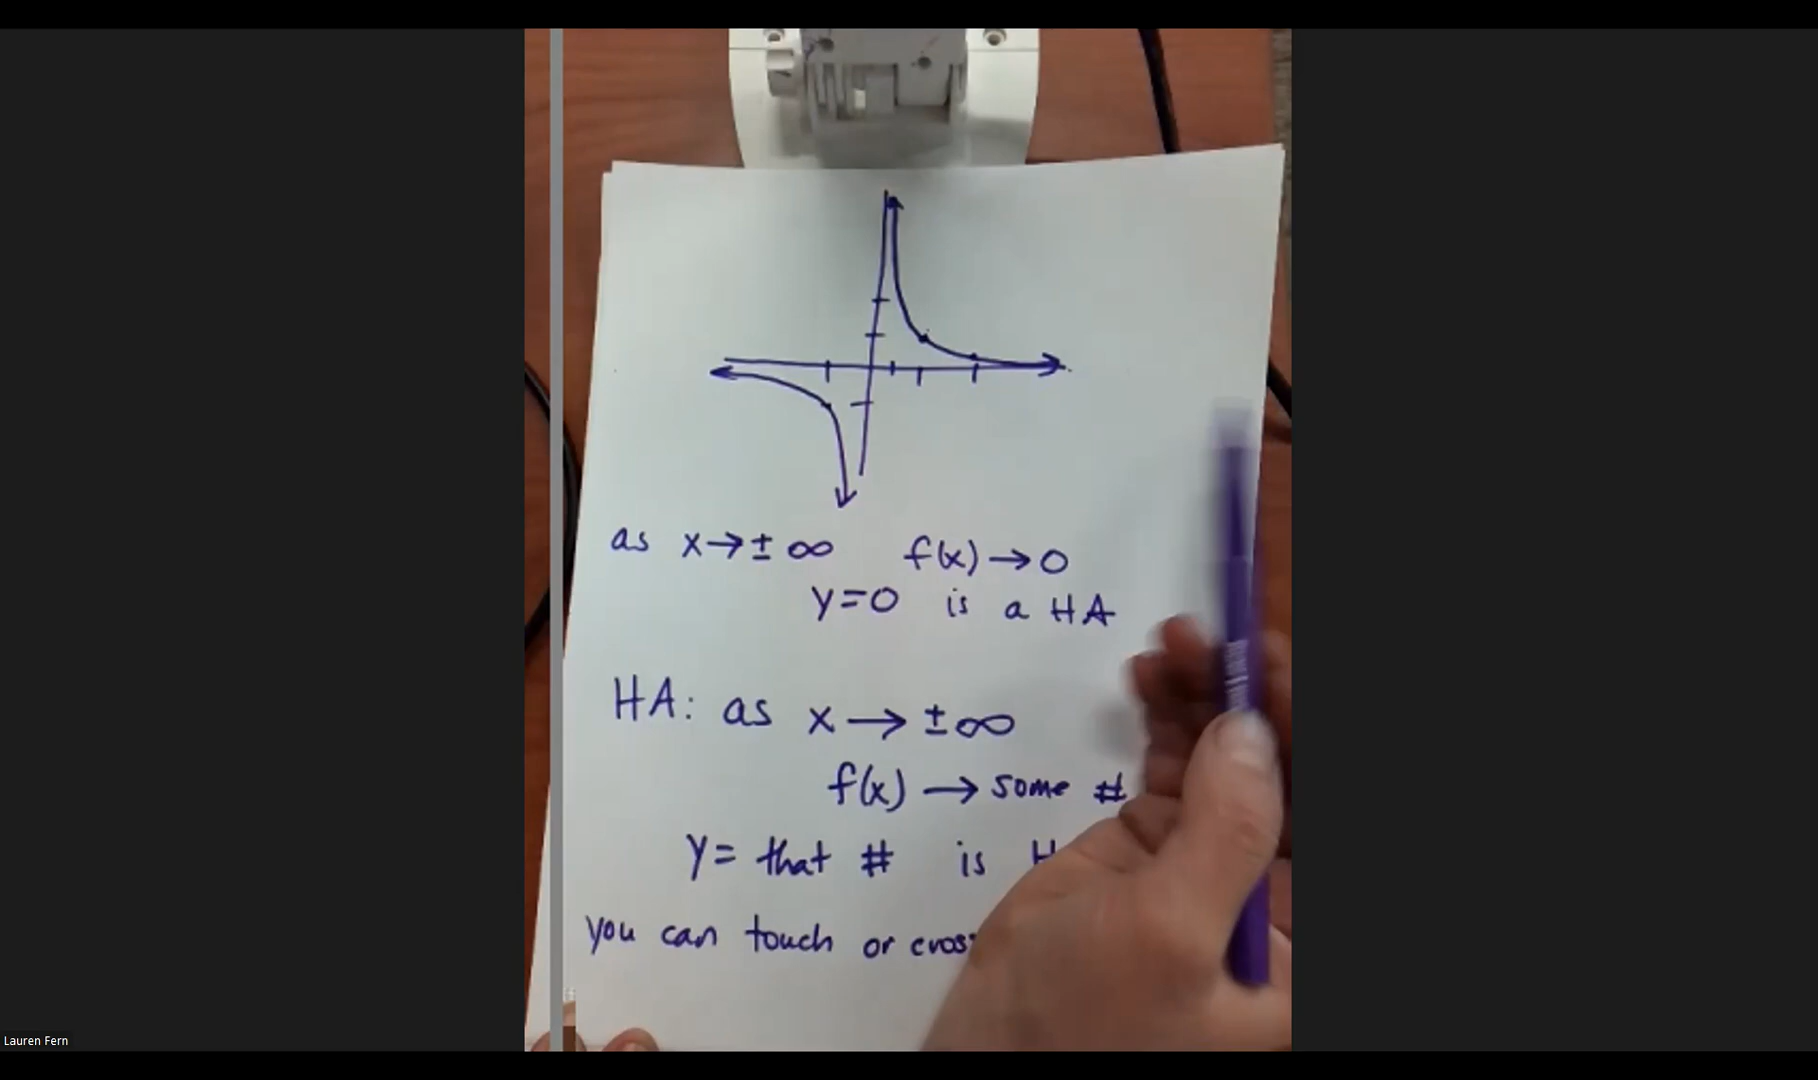 as x→±∞ f(x)→0
y=0 is a HA
HA: as x→±∞
f(x)→some #
y= that # is
you can touch or
Lauren Fern